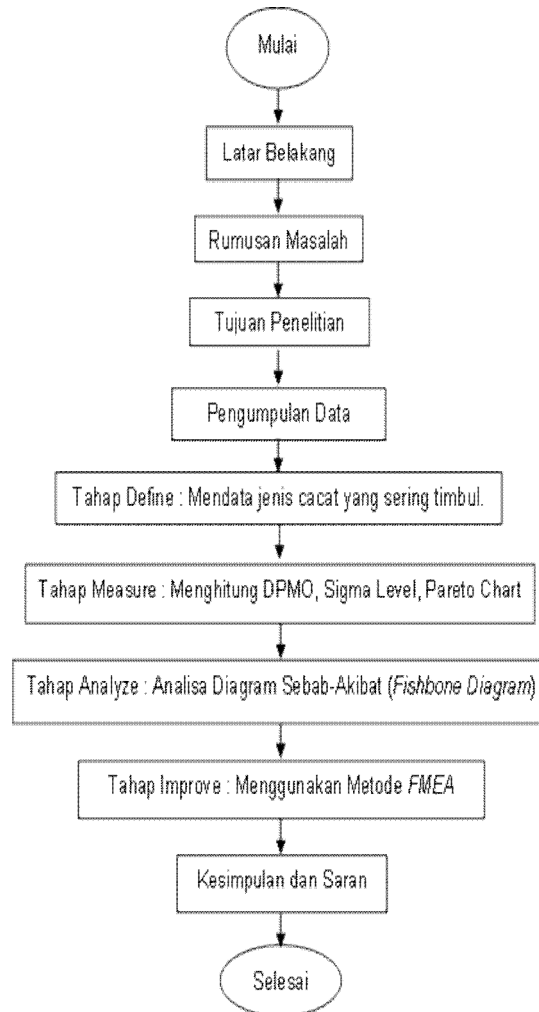 Mulai
Latar Belakang
Rumusan Masalah
Tujuan Penelitian
Pengumpulan Data
Tahap Define : Mendata jenis cacat yang sering timbul.
Tahap Measure : Menghitung DPMO, Sigma Level, Pareto Chart
Tahap Analyze : Analisa Diagram Sebab-Akibat (Fishbone Diagram)
Tahap Improve : Menggunakan Metode FMEA
Kesimpulan dan Saran
Selesai